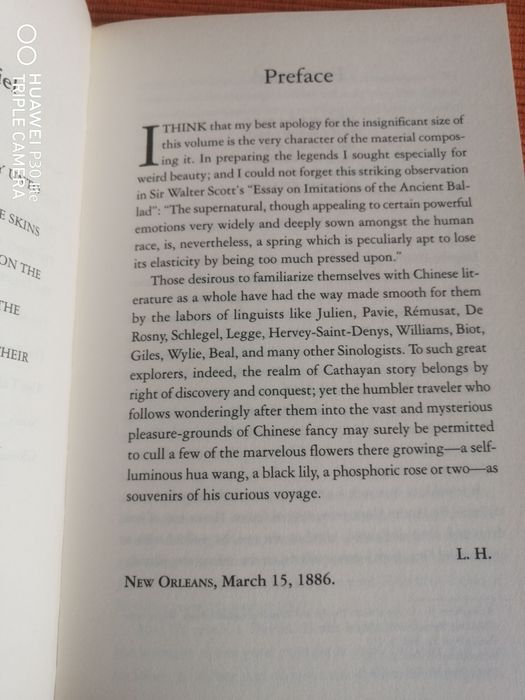 Preface
I THINK that my best apology for the insignificant size of
this volume is the very character of the material compos-
ing it. In preparing the legends I sought especially for
weird beauty; and I could not forget this striking observation
in Sir Walter Scott's "Essay on Imitations of the Ancient Bal-
lad": "The supernatural, though appealing to certain powerful
emotions very widely and deeply sown amongst the human
race, is, nevertheless, a spring which is peculiarly apt to lose
its elasticity by being too much pressed upon."
Those desirous to familiarize themselves with Chinese lit-
erature as a whole have had the way made smooth for them
by the labors of linguists like Julien, Pavie, Rémusat, De
Rosny, Schlegel, Legge, Hervey-Saint-Denys, Williams, Biot,
Giles, Wylie, Beal, and many other Sinologists. To such great
explorers, indeed, the realm of Cathayan story belongs by
right of discovery and conquest; yet the humbler traveler who
follows wonderingly after them into the vast and mysterious
pleasure-grounds of Chinese fancy may surely be permitted
to cull a few of the marvelous flowers there growing—a self-
luminous hua wang, a black lily, a phosphoric rose or two—as
souvenirs of his curious voyage.
L. H.
NEW ORLEANS, March 15, 1886.
SKINS
ON THE
THE
HEIR
HUAWEI P30 lite
TRIPLE CAMERA